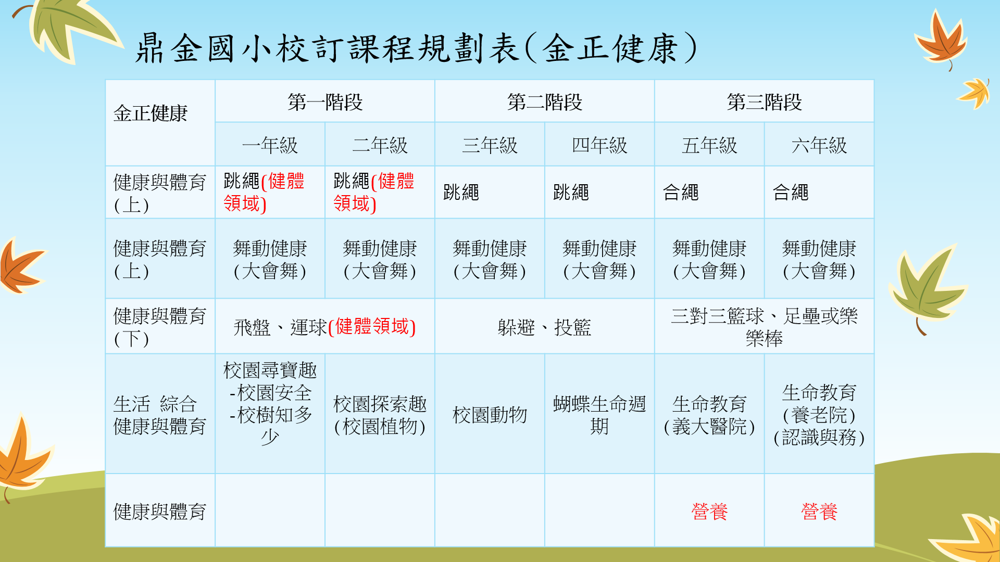 鼎金國小校訂課程規劃表(金正健康)
金正健康
第一階段
第二階段
第三階段
一年級
二年級
三年級
四年級
五年級
六年級
健康與體育
(上)
跳繩(健體
領域)
跳繩(健體
領域)
跳繩
跳繩
合繩
合繩
健康與體育
(上)
舞動健康
(大會舞)
舞動健康
(大會舞)
舞動健康
(大會舞)
舞動健康
(大會舞)
舞動健康
(大會舞)
舞動健康
(大會舞)
健康與體育
(下)
飛盤、運球(健體領域)
躲避、投籃
三對三籃球、足壘或樂
樂棒
生活 綜合
健康與體育
校園尋寶趣
-校園安全
-校樹知多
少
校園探索趣
(校園植物)
校園動物
蝴蝶生命週
期
生命教育
(義大醫院)
生命教育
(養老院)
(認識與務)
健康與體育
營養
營養